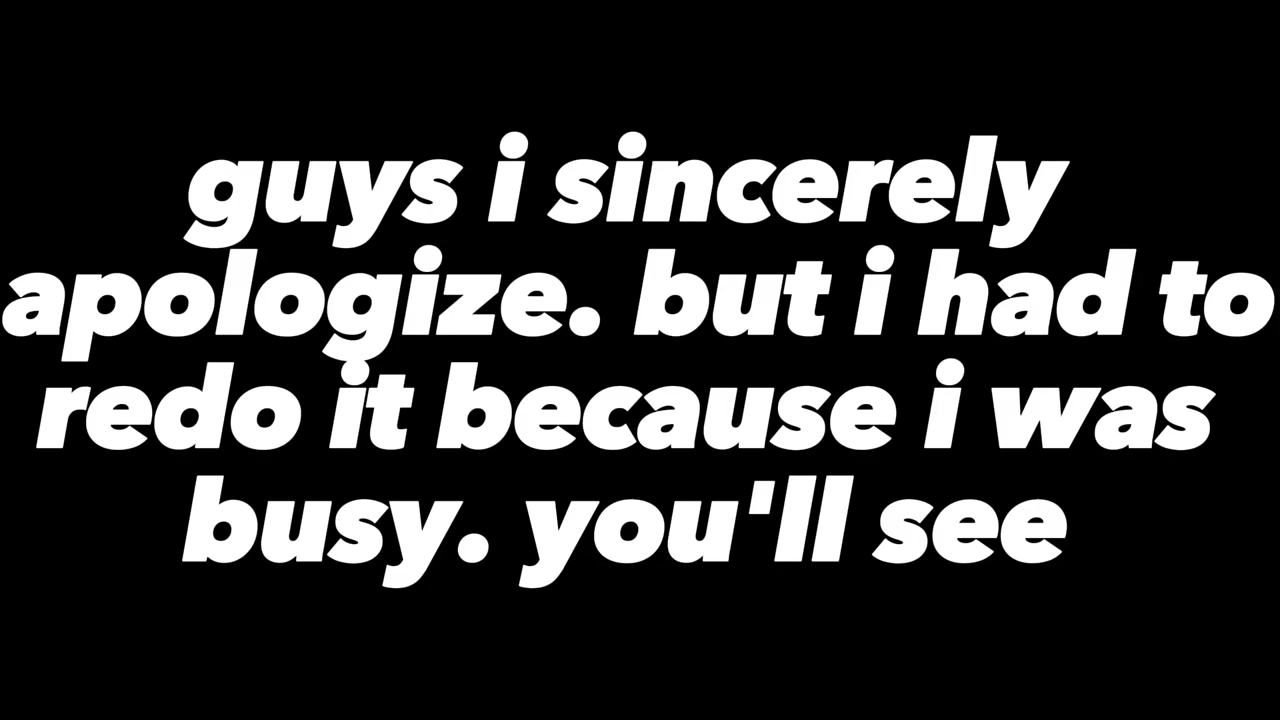 guys i sincerely
apologize. but i had to
redo it because i was
busy. you'll see